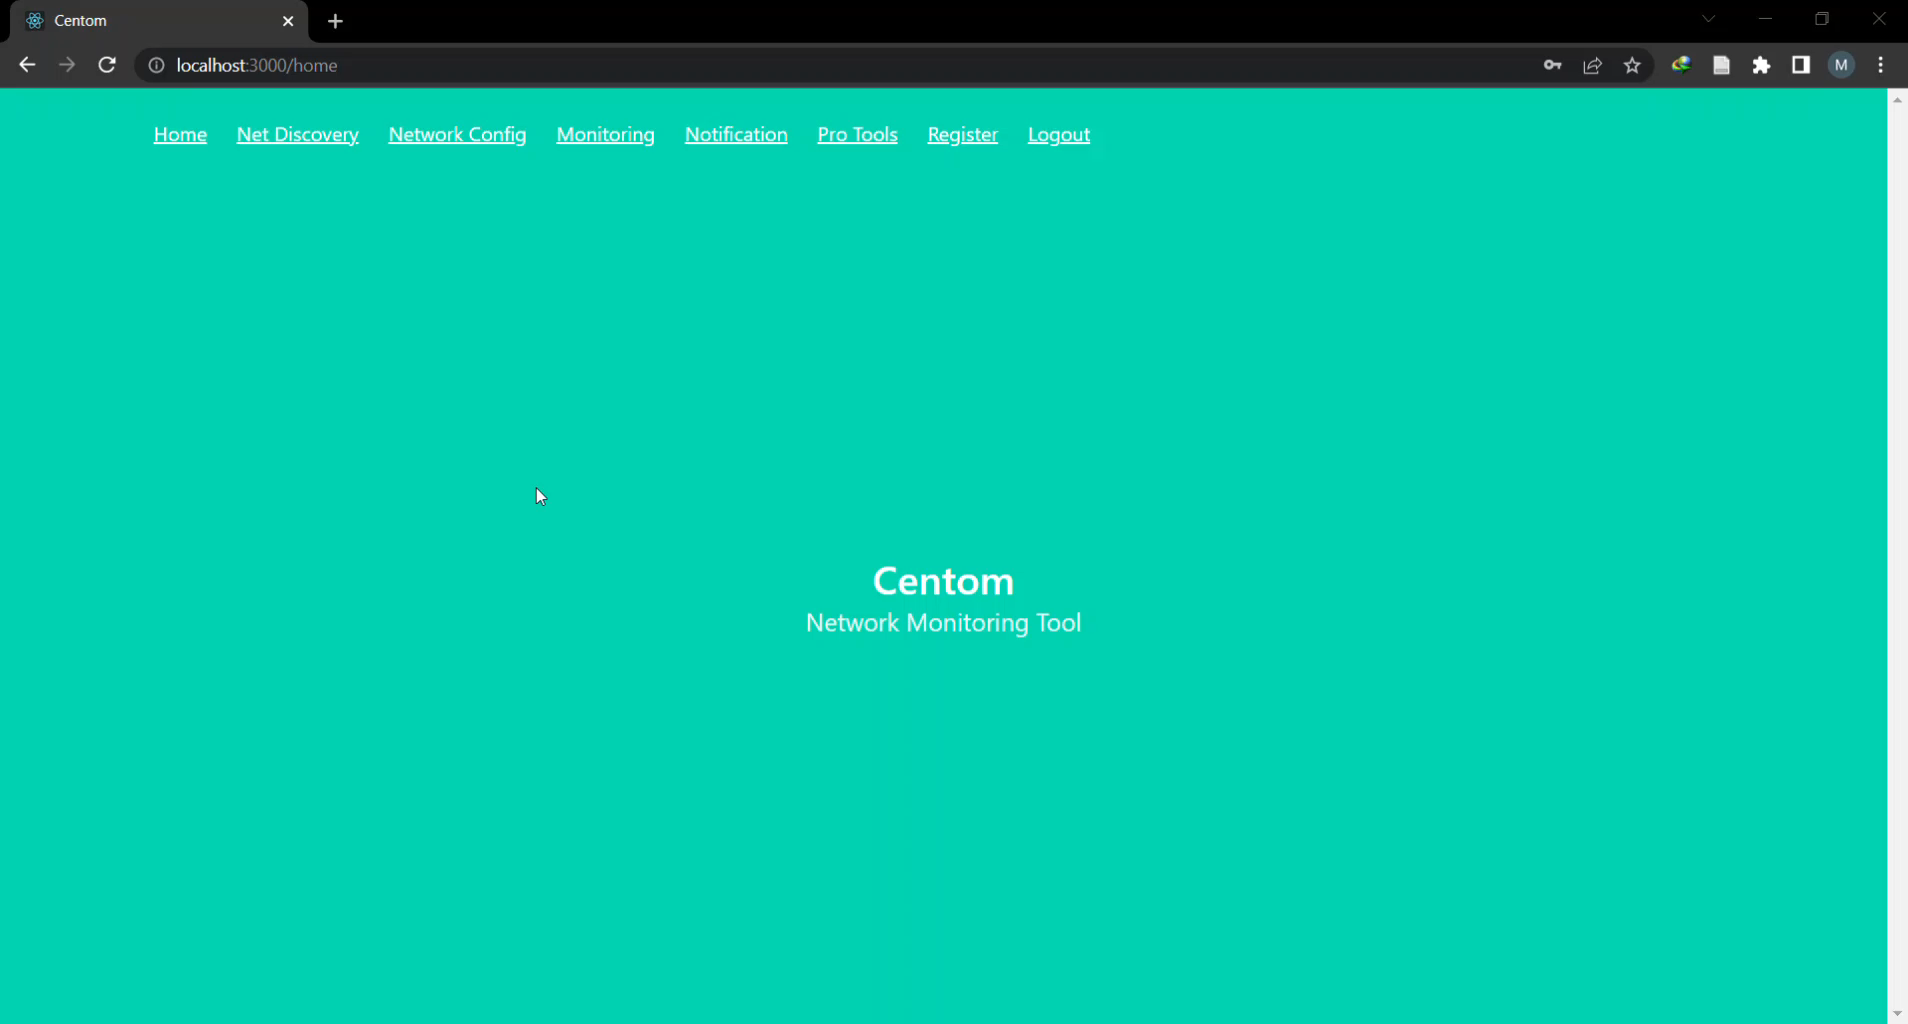 Centom
localhost:3000/home
M
Home Net Discovery Network Config Monitoring Notification Pro Tools Register Logout
Centom
Network Monitoring Tool